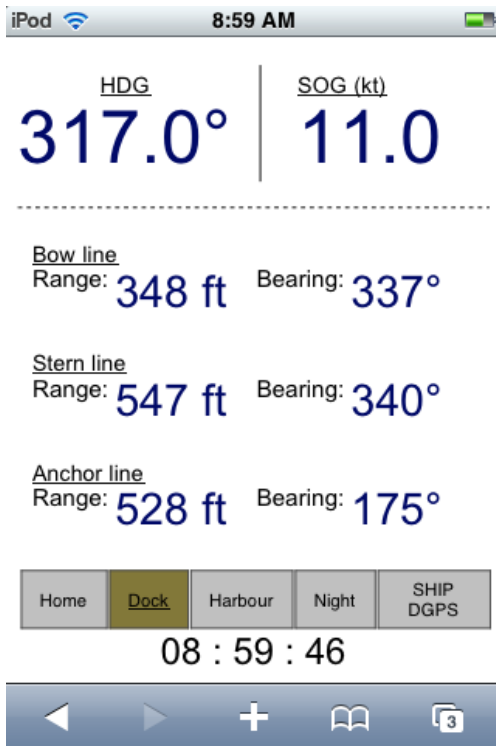 iPod 8:59 AM
HDG SOG (kt)
317.0° 11.0
Bow line
Range: 348 ft Bearing: 337°
Stern line
Range: 547 ft Bearing: 340°
Anchor line
Range: 528 ft Bearing: 175°
Home Dock Harbour Night SHIP
DGPS
08 : 59 : 46
3